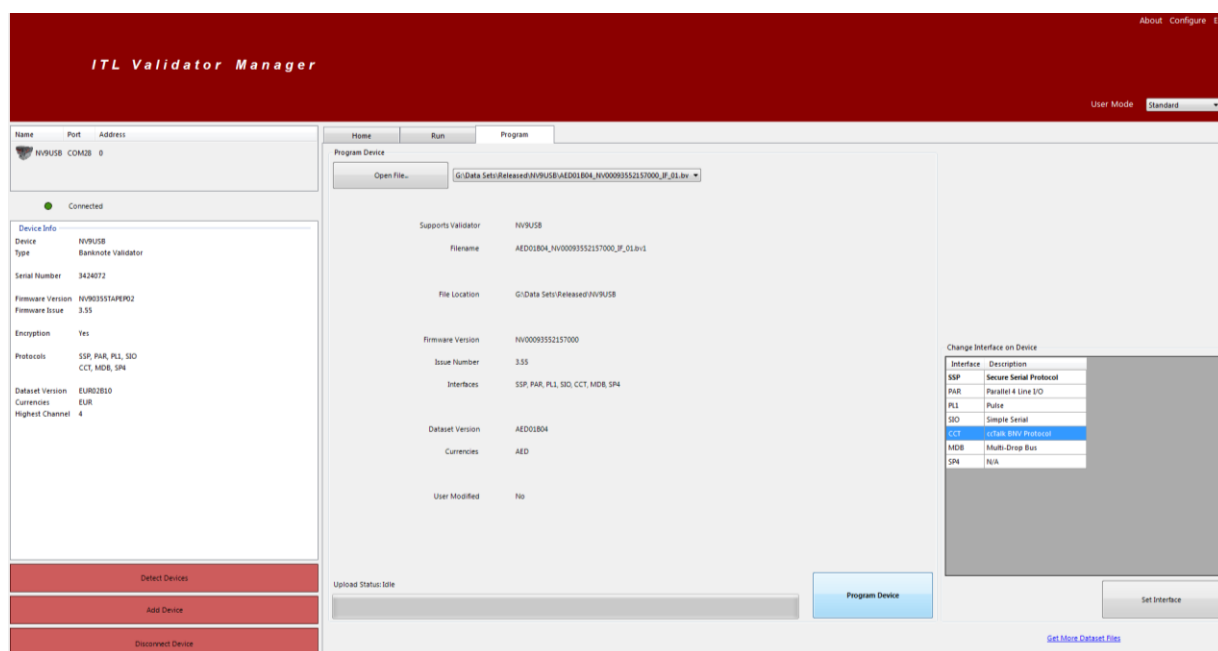 About Configure E
ITL Validator Manager
User Mode Standard
Name Port Address
NV9USB COM28 0
Connected
Device Info
Device NV9USB
Type Banknote Validator
Serial Number 3424072
Firmware Version NV90355TAPEP02
Firmware Issue 3.55
Encryption Yes
Protocols SSP, PAR, PL1, SIO
CCT, MDB, SP4
Dataset Version EUR02B10
Currencies EUR
Highest Channel 4
Detect Devices
Add Device
Disconnect Device
Home Run Program
Program Device
Open File... G:\Data Sets\Released\NV9USB\AED01B04_NV00093552157000_IF_01.bv
Supports Validator NV9USB
Filename AED01B04_NV00093552157000_IF_01.bv1
File Location G:\Data Sets\Released\NV9USB
Firmware Version NV00093552157000
Issue Number 3.55
Interfaces SSP, PAR, PL1, SIO, CCT, MDB, SP4
Dataset Version AED01B04
Currencies AED
User Modified No
Upload Status: Idle
Program Device
Change Interface on Device
Interface Description
SSP Secure Serial Protocol
PAR Parallel 4 Line I/O
PL1 Pulse
SIO Simple Serial
CCT ccTalk BNV Protocol
MDB Multi-Drop Bus
SP4 N/A
Set Interface
Get More Dataset Files